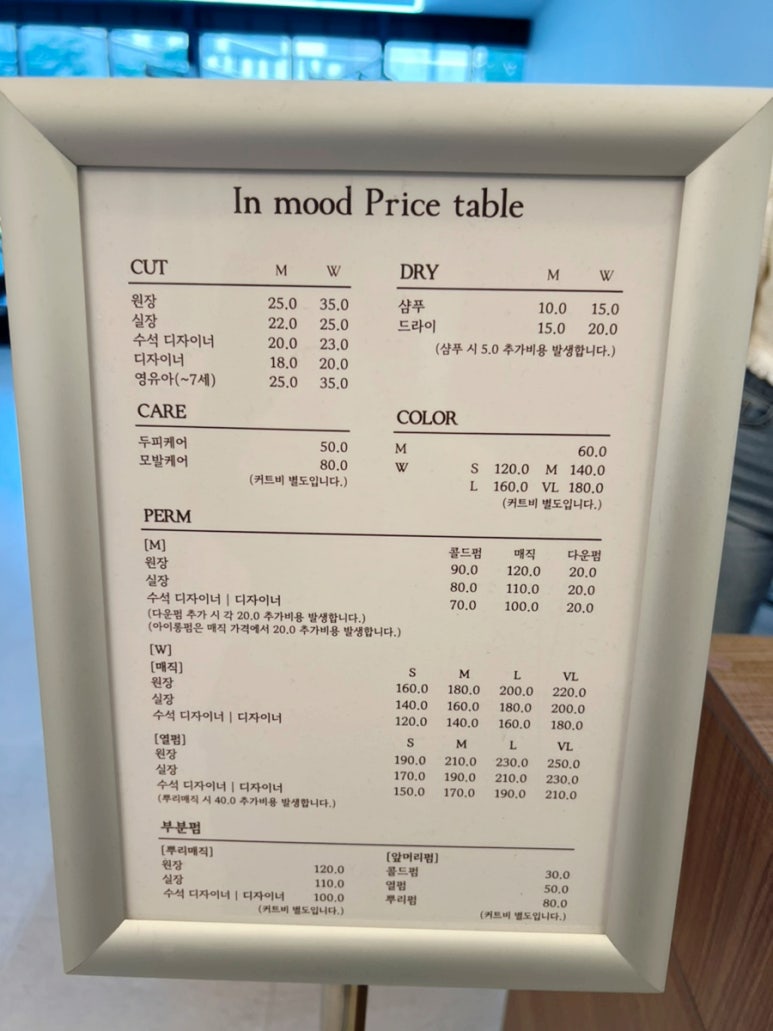 In mood Price table
CUT M W
원장 25.0 35.0
실장 22.0 25.0
수석 디자이너 20.0 23.0
디자이너 18.0 20.0
영유아(~7세) 25.0 35.0
DRY M W
샴푸 10.0 15.0
드라이 15.0 20.0
(샴푸 시 5.0 추가비용 발생합니다.)
CARE
두피케어 50.0
모발케어 80.0
(커트비 별도입니다.)
COLOR
M 60.0
W S 120.0 M 140.0
L 160.0 VL 180.0
(커트비 별도입니다.)
PERM
[M] 콜드펌 매직 다운펌
원장 90.0 120.0 20.0
실장 80.0 110.0 20.0
수석 디자이너 | 디자이너 70.0 100.0 20.0
(다운펌 추가 시 각 20.0 추가비용 발생합니다.)
(아이롱펌은 매직 가격에서 20.0 추가비용 발생합니다.)
[W]
[매직] S M L VL
원장 160.0 180.0 200.0 220.0
실장 140.0 160.0 180.0 200.0
수석 디자이너 | 디자이너 120.0 140.0 160.0 180.0
[열펌] S M L VL
원장 190.0 210.0 230.0 250.0
실장 170.0 190.0 210.0 230.0
수석 디자이너 | 디자이너 150.0 170.0 190.0 210.0
(뿌리매직 시 40.0 추가비용 발생합니다.)
부분펌
[뿌리매직]
원장 120.0
실장 110.0
수석 디자이너 | 디자이너 100.0
(커트비 별도입니다.)
[앞머리펌]
콜드펌 30.0
열펌 50.0
뿌리펌 80.0
(커트비 별도입니다.)